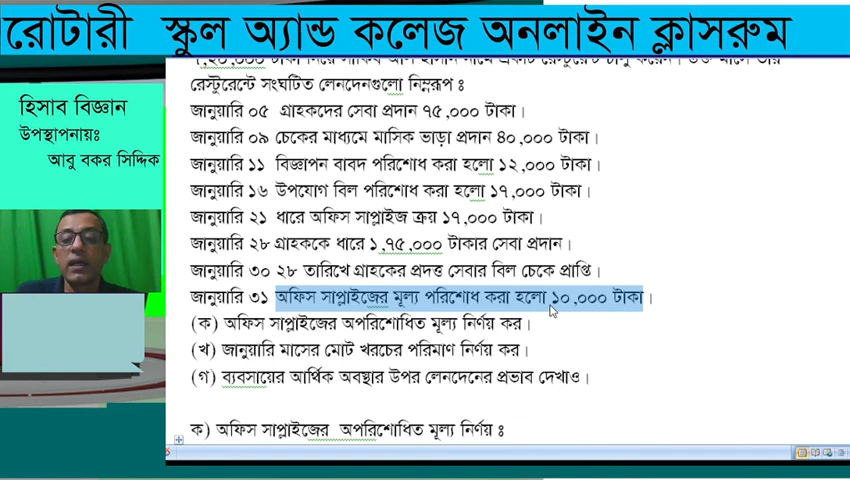 রোটারী স্কুল অ্যান্ড কলেজ অনলাইন ক্লাসরুম
হিসাব বিজ্ঞান
উপস্থাপনায়ঃ
আবু বকর সিদ্দিক
রেস্টুরেন্টে সংঘটিত লেনদেনগুলো নিম্নরূপ ঃ
জানুয়ারি ০৫ গ্রাহকদের সেবা প্রদান ৭৫,০০০ টাকা।
জানুয়ারি ০৯ চেকের মাধ্যমে মাসিক ভাড়া প্রদান ৪০,০০০ টাকা।
জানুয়ারি ১১ বিজ্ঞাপন বাবদ পরিশোধ করা হলো ১২,০০০ টাকা।
জানুয়ারি ১৬ উপযোগ বিল পরিশোধ করা হলো ১৭,০০০ টাকা।
জানুয়ারি ২১ ধারে অফিস সাপ্লাইজ ক্রয় ১৭,০০০ টাকা।
জানুয়ারি ২৮ গ্রাহককে ধারে ১,৭৫,০০০ টাকার সেবা প্রদান।
জানুয়ারি ৩০ ২৮ তারিখে গ্রাহকের প্রদত্ত সেবার বিল চেকে প্রাপ্তি।
জানুয়ারি ৩১ অফিস সাপ্লাইজের মূল্য পরিশোধ করা হলো ১০,০০০ টাকা।
(ক) অফিস সাপ্লাইজের অপরিশোধিত মূল্য নির্ণয় কর।
(খ) জানুয়ারি মাসের মোট খরচের পরিমাণ নির্ণয় কর।
(গ) ব্যবসায়ের আর্থিক অবস্থার উপর লেনদেনের প্রভাব দেখাও।
ক) অফিস সাপ্লাইজের অপরিশোধিত মূল্য নির্ণয় ঃ